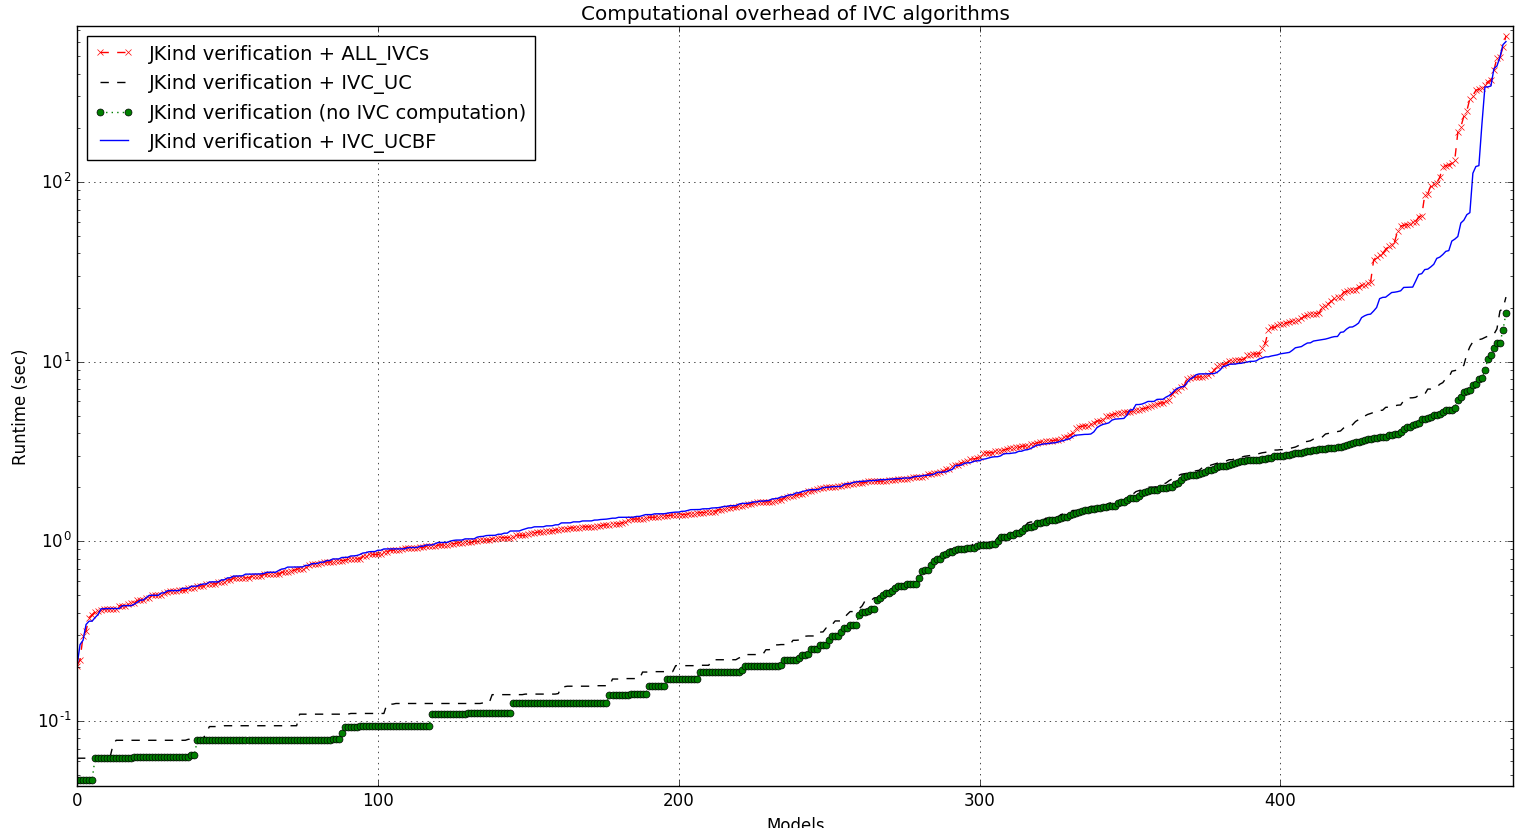 Computational overhead of IVC algorithms
JKind verification + ALL_IVCs
JKind verification + IVC_UC
JKind verification (no IVC computation)
JKind verification + IVC_UCBF
Runtime (sec)
10^2
10^1
10^0
10^-1
0 100 200 300 400
Models